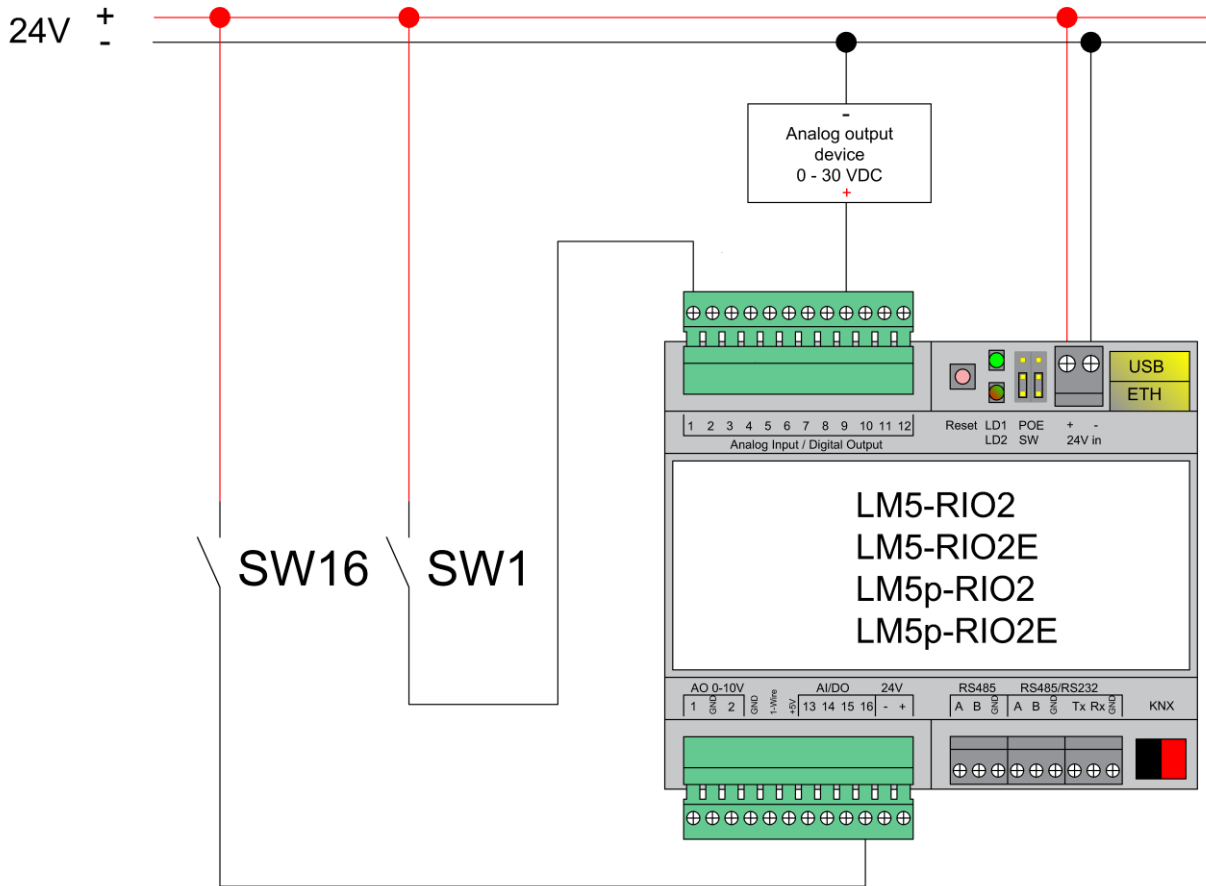 24V + -
-
Analog output
device
0 - 30 VDC
+
USB
ETH
1 2 3 4 5 6 7 8 9 10 11 12
Analog Input / Digital Output
Reset LD1 POE + -
LD2 SW 24V in
LM5-RIO2
LM5-RIO2E
LM5p-RIO2
LM5p-RIO2E
SW16 SW1
AO 0-10V AI/DO 24V RS485 RS485/RS232
1 GND 2 GND 1-Wire +5V 13 14 15 16 - + A B GND A B GND Tx Rx GND KNX